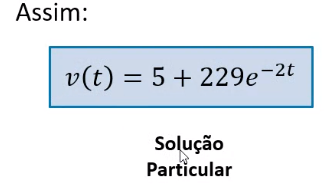 Assim:
v(t) = 5 + 229e^{-2t}
Solução
Particular